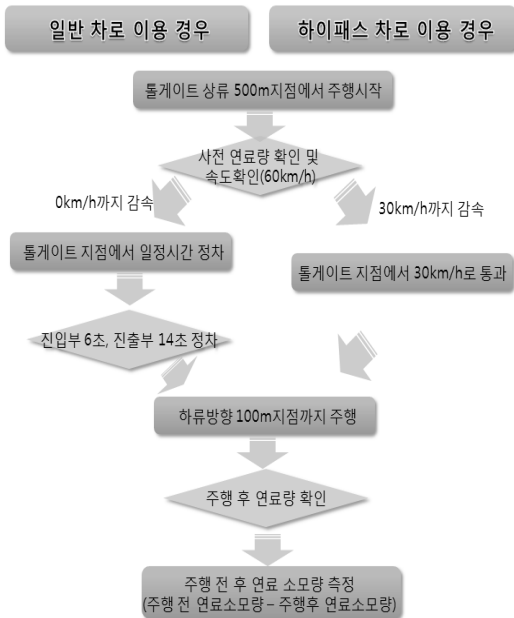 일반 차로 이용 경우
하이패스 차로 이용 경우
톨게이트 상류 500m지점에서 주행시작
사전 연료량 확인 및
속도확인(60km/h)
0km/h까지 감속
30km/h까지 감속
톨게이트 지점에서 일정시간 정차
톨게이트 지점에서 30km/h로 통과
진입부 6초, 진출부 14초 정차
하류방향 100m지점까지 주행
주행 후 연료량 확인
주행 전 후 연료 소모량 측정
(주행 전 연료소모량 – 주행후 연료소모량)